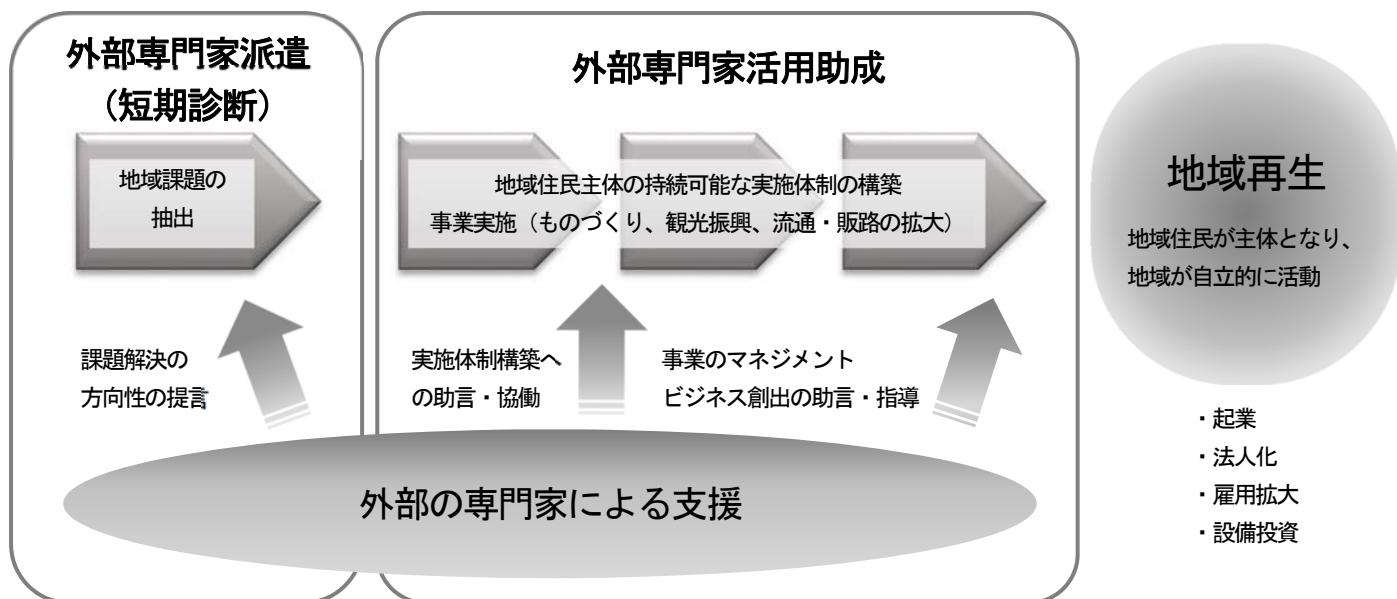 外部専門家派遣
（短期診断）
地域課題の
抽出
課題解決の
方向性の提言
外部専門家活用助成
地域住民主体の持続可能な実施体制の構築
事業実施（ものづくり、観光振興、流通・販路の拡大）
実施体制構築へ
の助言・協働
事業のマネジメント
ビジネス創出の助言・指導
外部の専門家による支援
地域再生
地域住民が主体となり、
地域が自立的に活動
・起業
・法人化
・雇用拡大
・設備投資